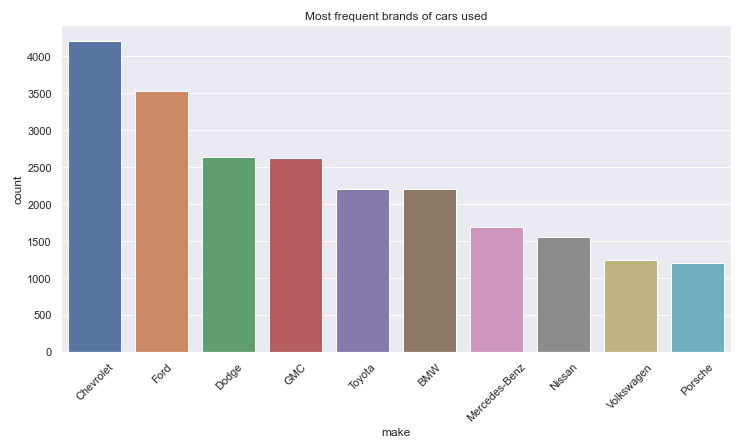 Most frequent brands of cars used
4000
3500
3000
2500
2000
1500
1000
500
0
count
Chevrolet
Ford
Dodge
GMC
Toyota
BMW
Mercedes-Benz
Nissan
Volkswagen
Porsche
make